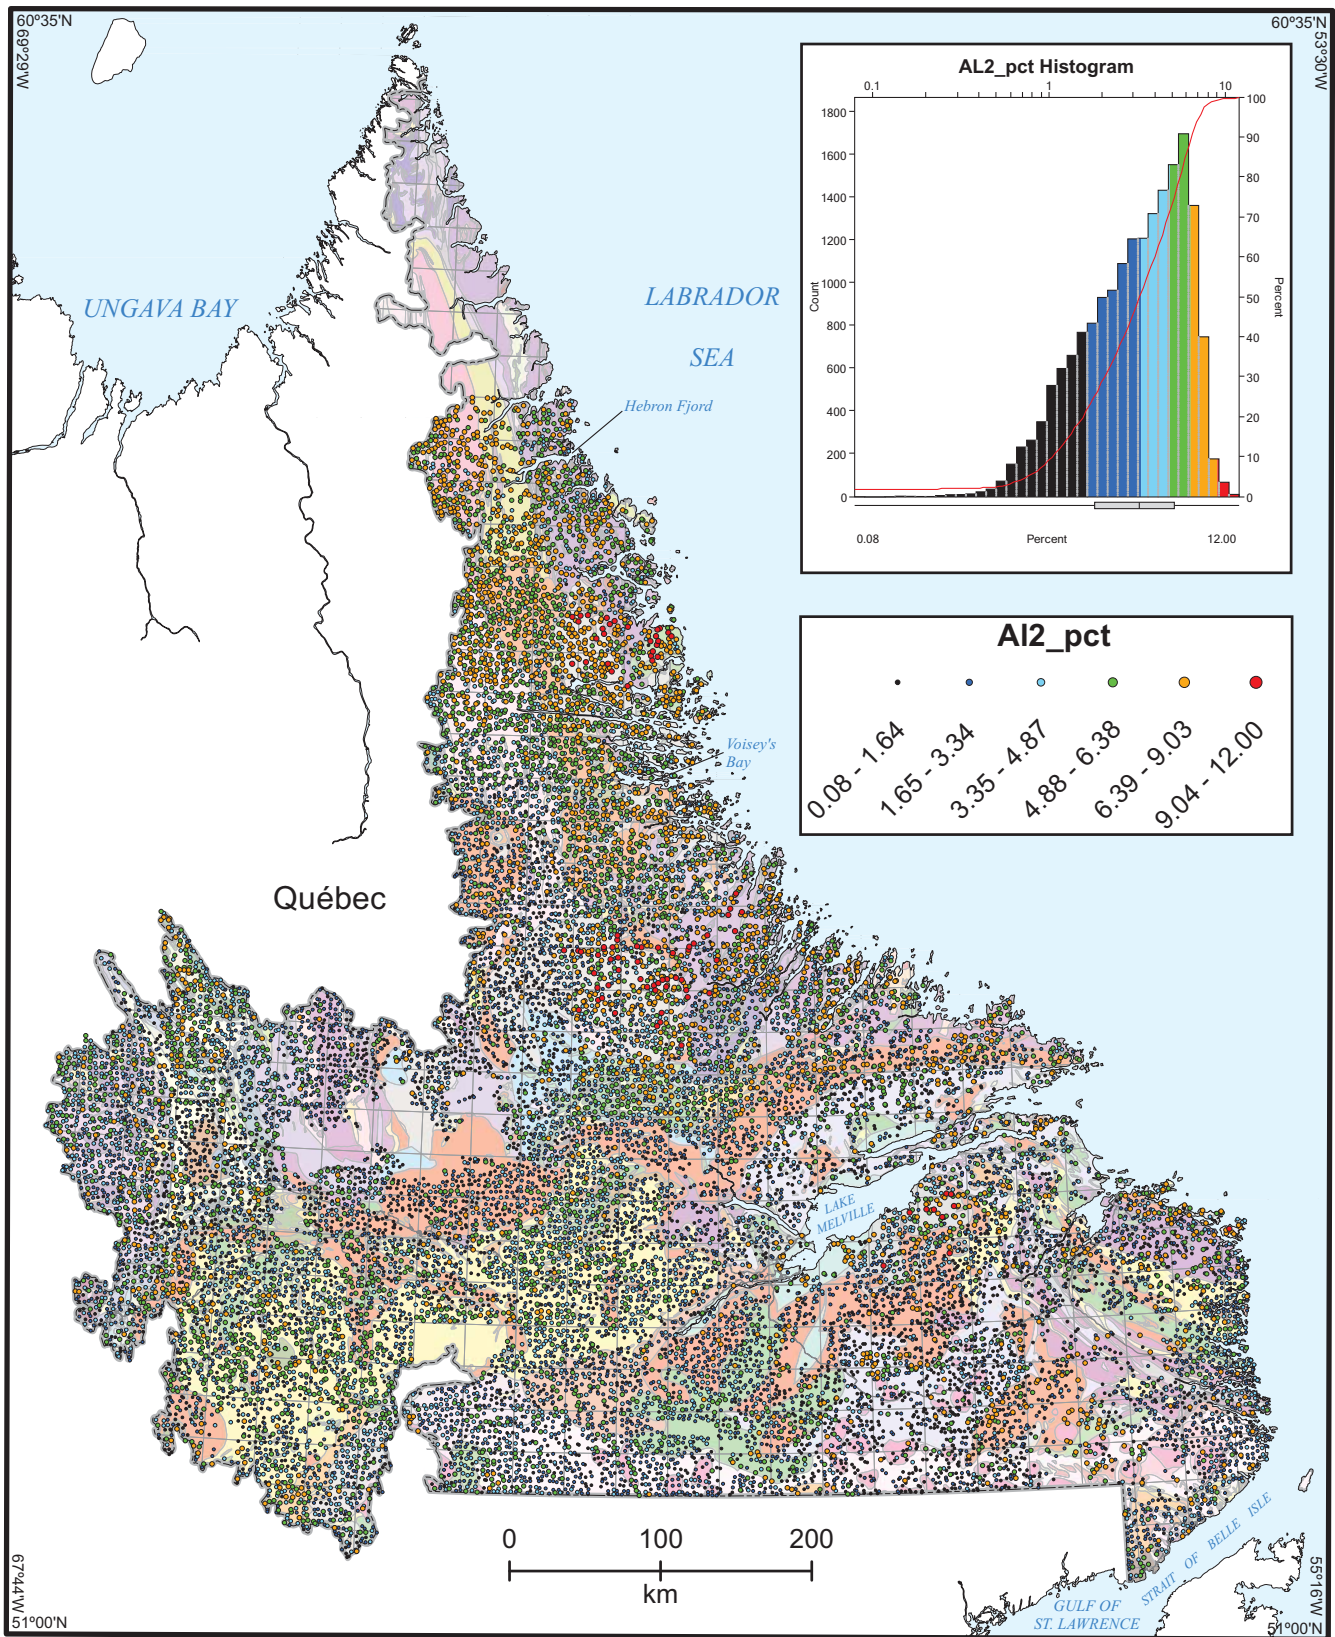 60°35'N
69°29'W
60°35'N
53°30'W
AL2_pct Histogram
0.1
1
10
1800
1600
1400
1200
1000
800
600
400
200
0
Count
100
90
80
70
60
50
40
30
20
10
0
Percent
0.08
Percent
12.00
UNGAVA BAY
LABRADOR
SEA
Hebron Fjord
Al2_pct
0.08 - 1.64
165 - 3.34
3.35 - 4.87
4.88 - 6.38
6.39 - 9.03
9.04 - 12.00
Voisey's
Bay
Québec
LAKE
MELVILLE
0
100
200
km
STRAIT OF BELLE ISLE
GULF OF
ST. LAWRENCE
67°44'W
51°00'N
55°16'W
51°00'N